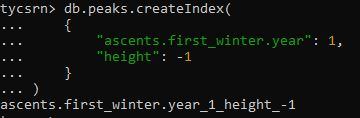 tycsrn> db.peaks.createIndex(
...     {
...         "ascents.first_winter.year": 1,
...         "height": -1
...     }
... )
ascents.first_winter.year_1_height_-1